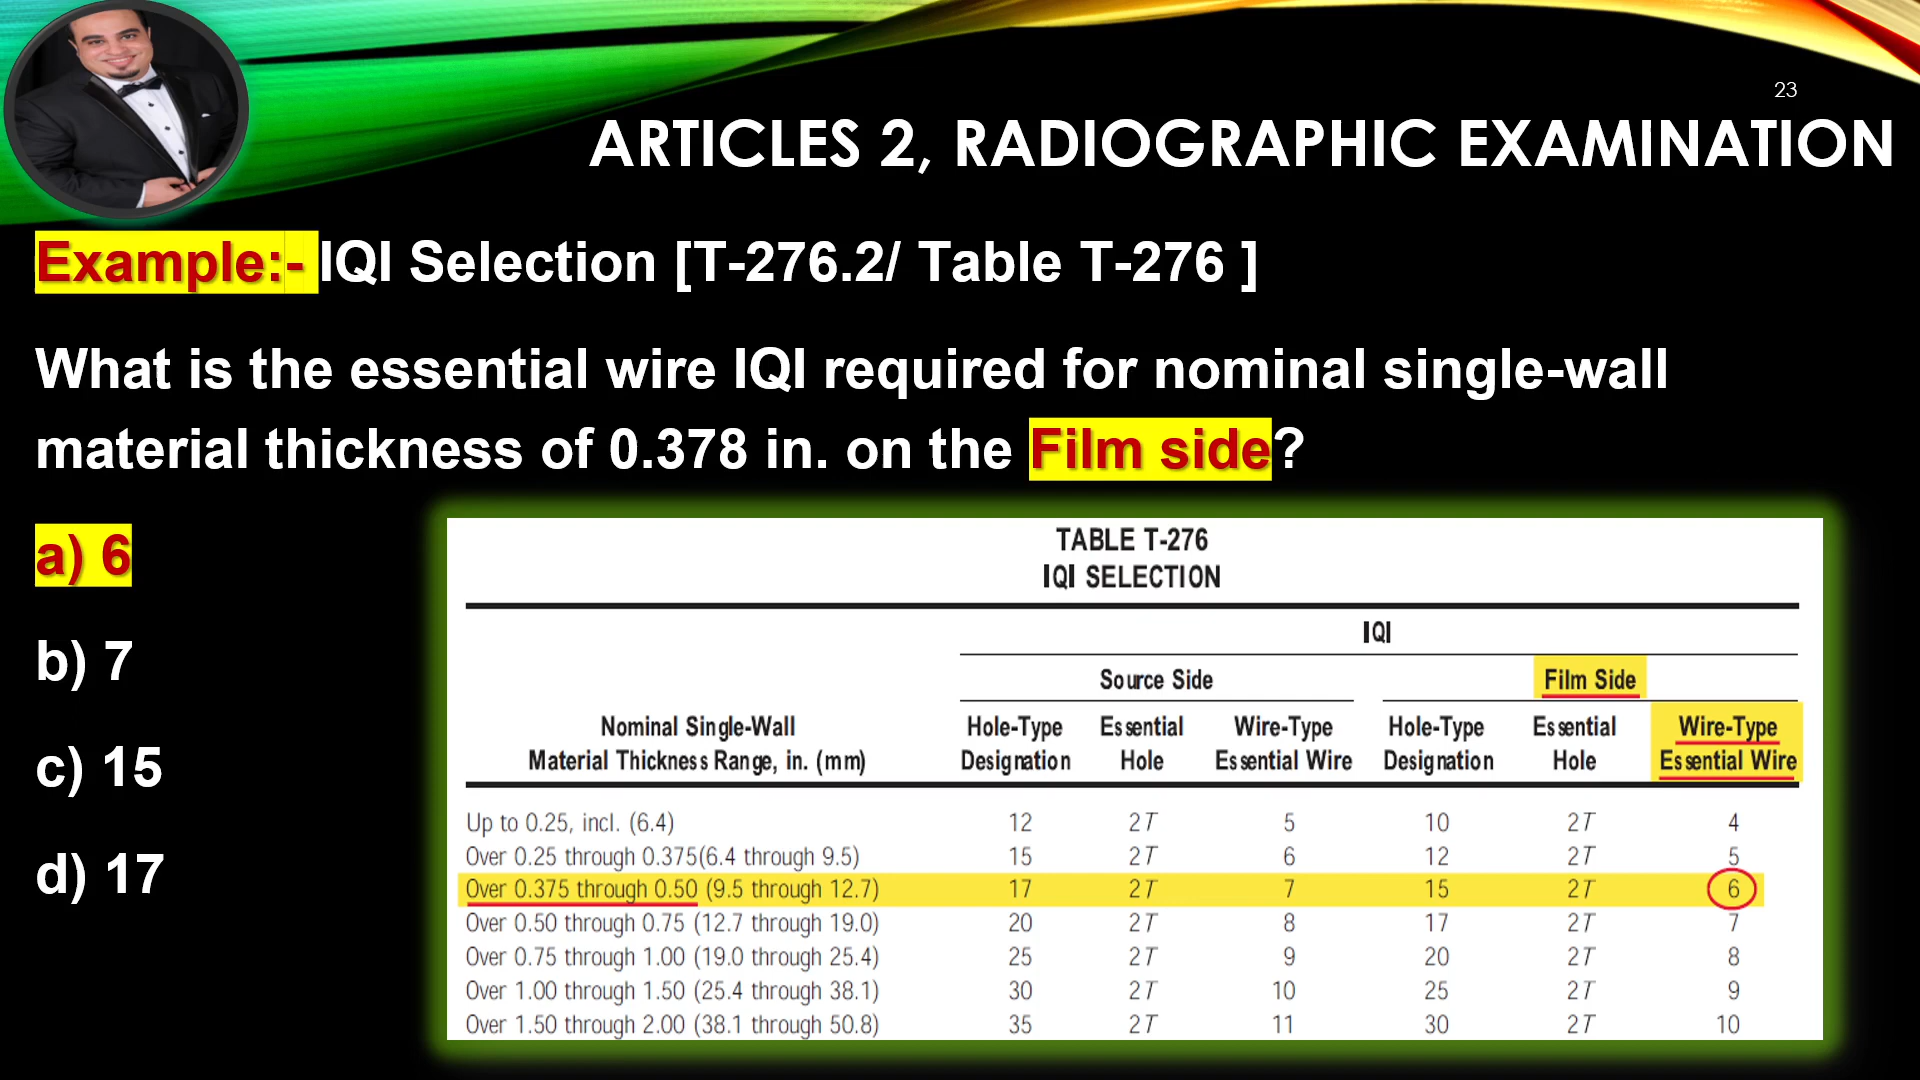 23
ARTICLES 2, RADIOGRAPHIC EXAMINATION
Example:- IQI Selection [T-276.2/ Table T-276 ]
What is the essential wire IQI required for nominal single-wall
material thickness of 0.378 in. on the Film side?
a) 6
b) 7
c) 15
d) 17
TABLE T-276
IQI SELECTION
IQI
Source Side Film Side
Nominal Single-Wall Hole-Type Essential Wire-Type Hole-Type Essential Wire-Type
Material Thickness Range, in. (mm) Designation Hole Essential Wire Designation Hole Essential Wire
Up to 0.25, incl. (6.4) 12 2T 5 10 2T 4
Over 0.25 through 0.375(6.4 through 9.5) 15 2T 6 12 2T 5
Over 0.375 through 0.50 (9.5 through 12.7) 17 2T 7 15 2T 6
Over 0.50 through 0.75 (12.7 through 19.0) 20 2T 8 17 2T 7
Over 0.75 through 1.00 (19.0 through 25.4) 25 2T 9 20 2T 8
Over 1.00 through 1.50 (25.4 through 38.1) 30 2T 10 25 2T 9
Over 1.50 through 2.00 (38.1 through 50.8) 35 2T 11 30 2T 10